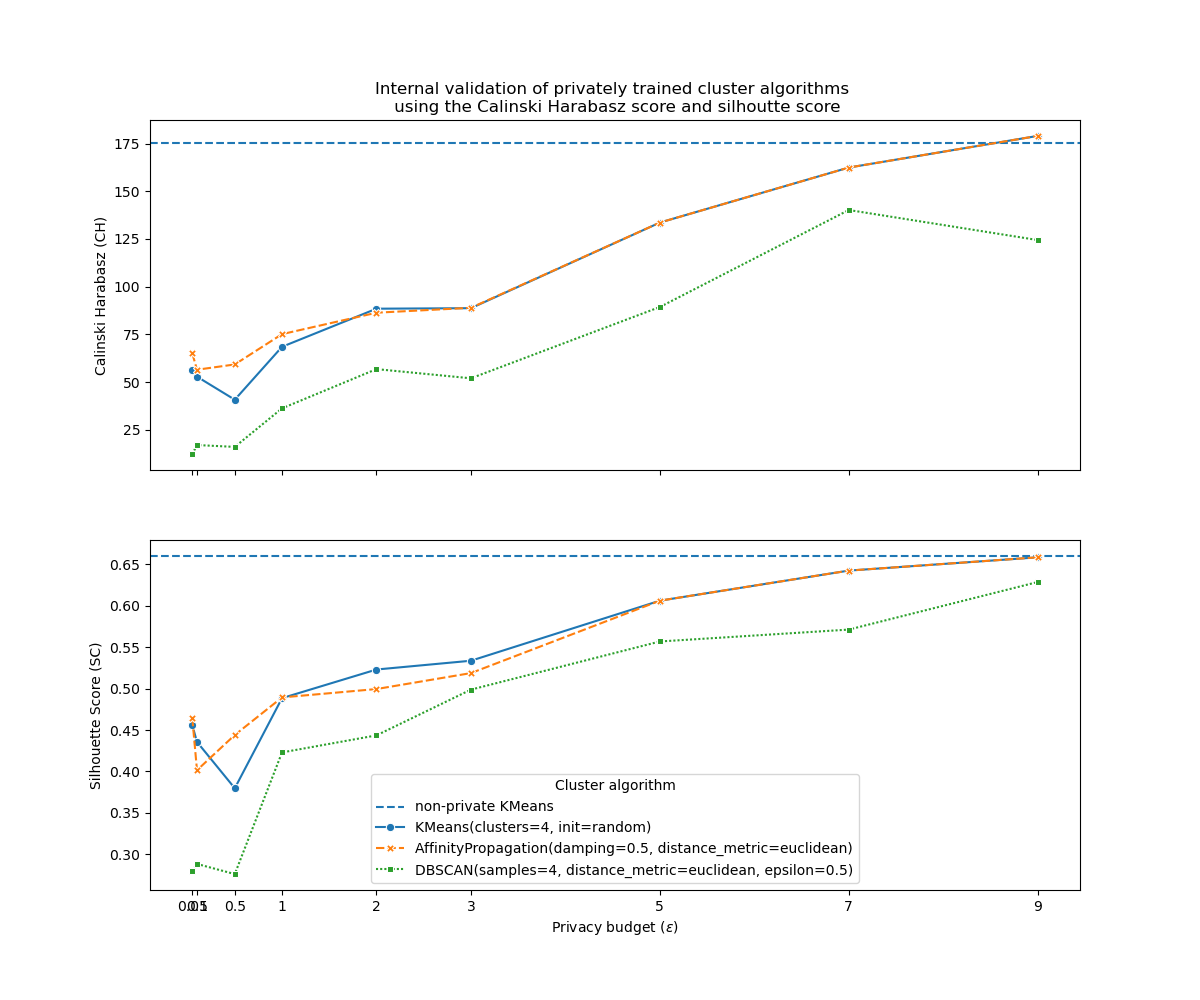 Internal validation of privately trained cluster algorithms
using the Calinski Harabasz score and silhoutte score
Calinski Harabasz (CH)
175
150
125
100
75
50
25
Silhouette Score (SC)
0.65
0.60
0.55
0.50
0.45
0.40
0.35
0.30
Cluster algorithm
non-private KMeans
KMeans(clusters=4, init=random)
AffinityPropagation(damping=0.5, distance_metric=euclidean)
DBSCAN(samples=4, distance_metric=euclidean, epsilon=0.5)
0.05 0.1 0.5 1 2 3 5 7 9
Privacy budget (ε)